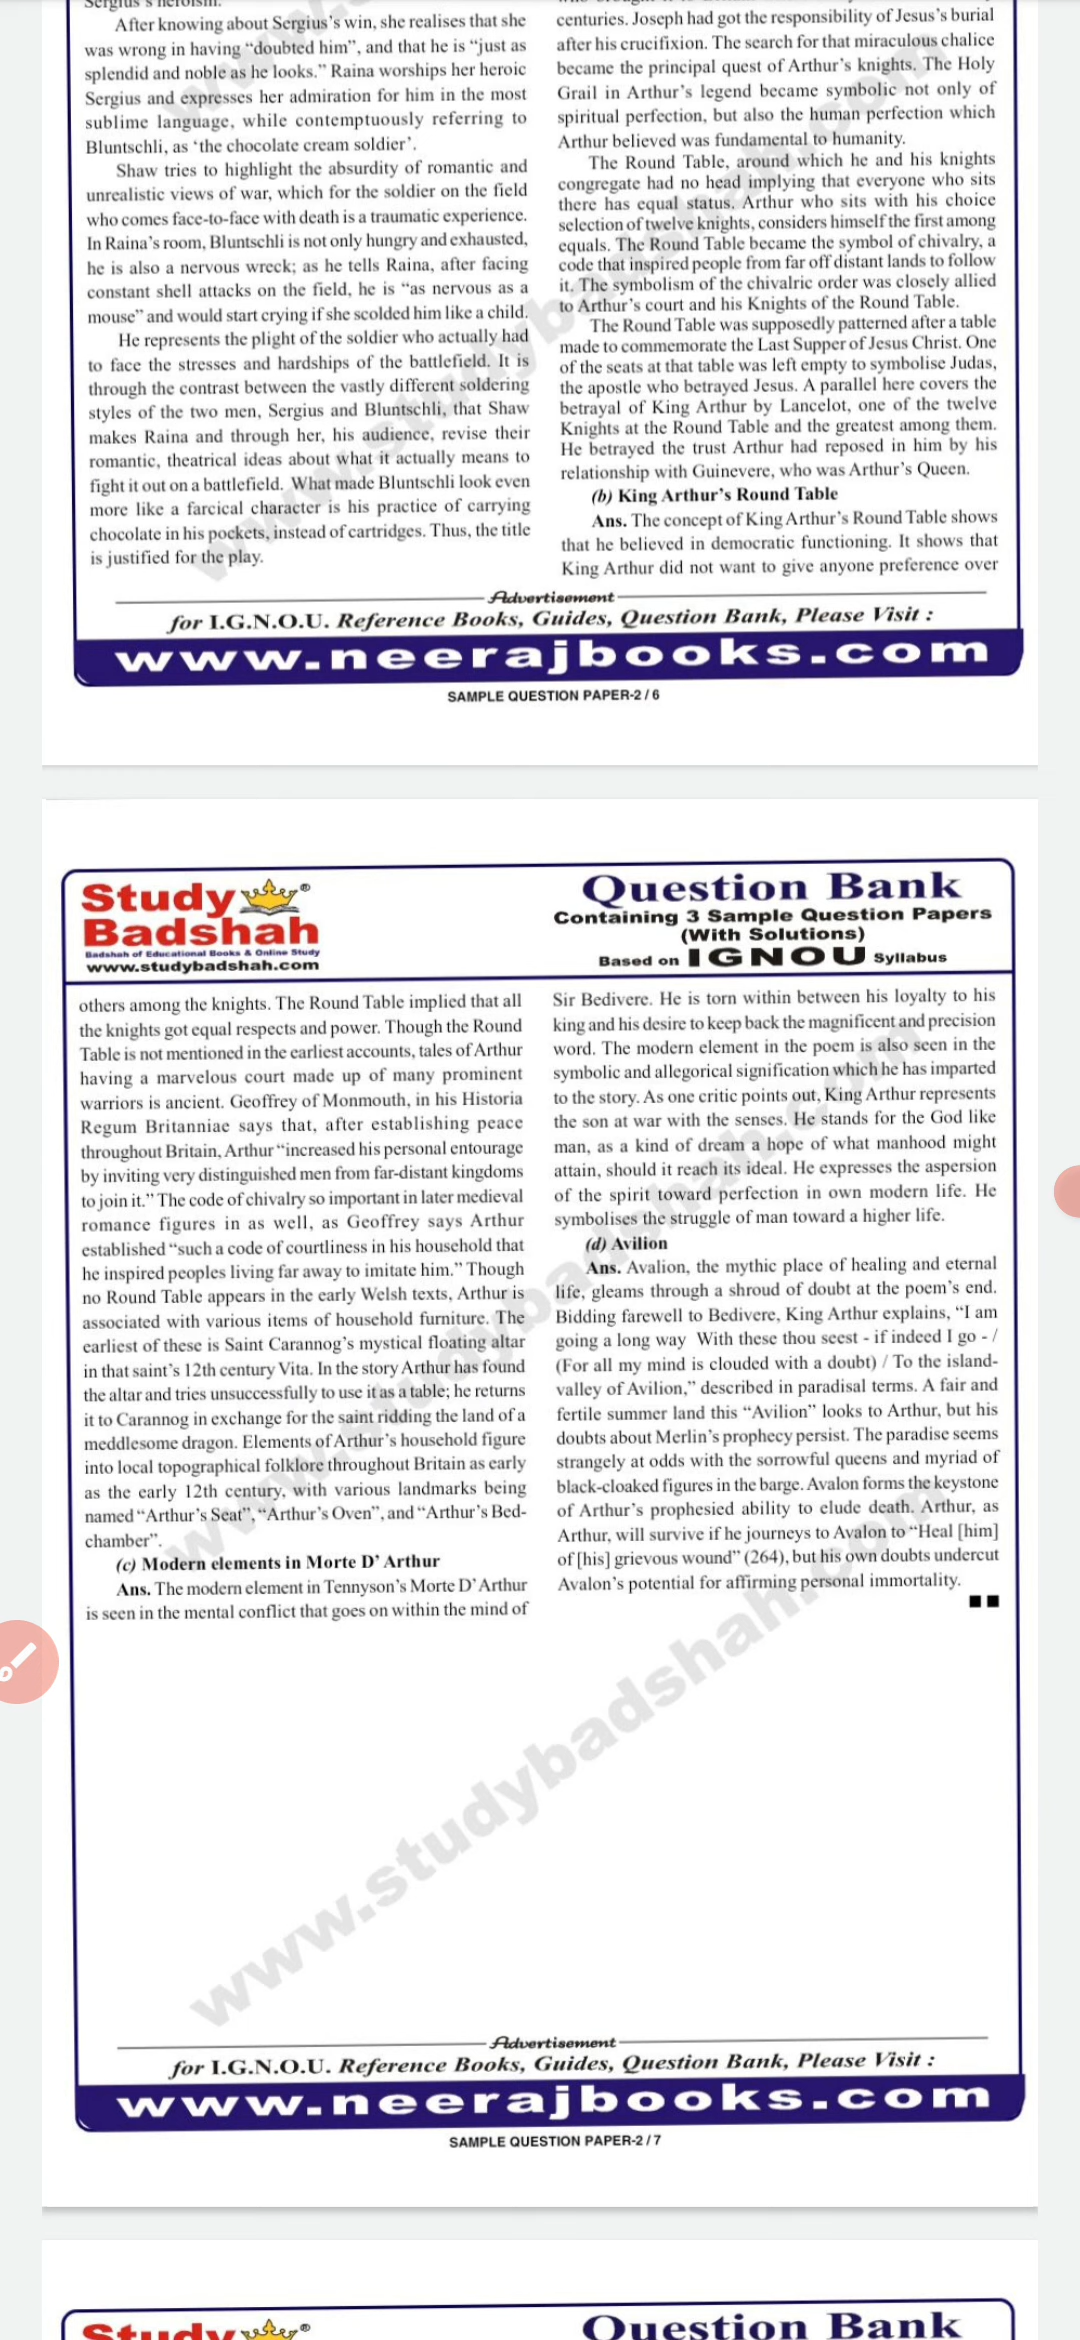 Sergius's heroism.
After knowing about Sergius's win, she realises that she
was wrong in having “doubted him”, and that he is “just as
splendid and noble as he looks.” Raina worships her heroic
Sergius and expresses her admiration for him in the most
sublime language, while contemptuously referring to
Bluntschli, as ‘the chocolate cream soldier’.
Shaw tries to highlight the absurdity of romantic and
unrealistic views of war, which for the soldier on the field
who comes face-to-face with death is a traumatic experience.
In Raina's room, Bluntschli is not only hungry and exhausted,
he is also a nervous wreck; as he tells Raina, after facing
constant shell attacks on the field, he is “as nervous as a
mouse” and would start crying if she scolded him like a child.
He represents the plight of the soldier who actually had
to face the stresses and hardships of the battlefield. It is
through the contrast between the vastly different soldering
styles of the two men, Sergius and Bluntschli, that Shaw
makes Raina and through her, his audience, revise their
romantic, theatrical ideas about what it actually means to
fight it out on a battlefield. What made Bluntschli look even
more like a farcical character is his practice of carrying
chocolate in his pockets, instead of cartridges. Thus, the title
is justified for the play.
centuries. Joseph had got the responsibility of Jesus's burial
after his crucifixion. The search for that miraculous chalice
became the principal quest of Arthur's knights. The Holy
Grail in Arthur's legend became symbolic not only of
spiritual perfection, but also the human perfection which
Arthur believed was fundamental to humanity.
The Round Table, around which he and his knights
congregate had no head implying that everyone who sits
there has equal status. Arthur who sits with his choice
selection of twelve knights, considers himself the first among
equals. The Round Table became the symbol of chivalry, a
code that inspired people from far off distant lands to follow
it. The symbolism of the chivalric order was closely allied
to Arthur's court and his Knights of the Round Table.
The Round Table was supposedly patterned after a table
made to commemorate the Last Supper of Jesus Christ. One
of the seats at that table was left empty to symbolise Judas,
the apostle who betrayed Jesus. A parallel here covers the
betrayal of King Arthur by Lancelot, one of the twelve
Knights at the Round Table and the greatest among them.
He betrayed the trust Arthur had reposed in him by his
relationship with Guinevere, who was Arthur's Queen.
(b) King Arthur's Round Table
Ans. The concept of King Arthur's Round Table shows
that he believed in democratic functioning. It shows that
King Arthur did not want to give anyone preference over
Advertisement
for I.G.N.O.U. Reference Books, Guides, Question Bank, Please Visit :
www.neerajbooks.com
SAMPLE QUESTION PAPER-2 / 6
Study Badshah ®
Badshah of Educational Books & Online Study
www.studybadshah.com
Question Bank
Containing 3 Sample Question Papers
(With Solutions)
Based on IGNOU Syllabus
others among the knights. The Round Table implied that all
the knights got equal respects and power. Though the Round
Table is not mentioned in the earliest accounts, tales of Arthur
having a marvelous court made up of many prominent
warriors is ancient. Geoffrey of Monmouth, in his Historia
Regum Britanniae says that, after establishing peace
throughout Britain, Arthur “increased his personal entourage
by inviting very distinguished men from far-distant kingdoms
to join it.” The code of chivalry so important in later medieval
romance figures in as well, as Geoffrey says Arthur
established “such a code of courtliness in his household that
he inspired peoples living far away to imitate him.” Though
no Round Table appears in the early Welsh texts, Arthur is
associated with various items of household furniture. The
earliest of these is Saint Carannog's mystical floating altar
in that saint's 12th century Vita. In the story Arthur has found
the altar and tries unsuccessfully to use it as a table; he returns
it to Carannog in exchange for the saint ridding the land of a
meddlesome dragon. Elements of Arthur's household figure
into local topographical folklore throughout Britain as early
as the early 12th century, with various landmarks being
named “Arthur's Seat”, “Arthur's Oven”, and “Arthur's Bed-
chamber”.
(c) Modern elements in Morte D' Arthur
Ans. The modern element in Tennyson's Morte D' Arthur
is seen in the mental conflict that goes on within the mind of
Sir Bedivere. He is torn within between his loyalty to his
king and his desire to keep back the magnificent and precision
word. The modern element in the poem is also seen in the
symbolic and allegorical signification which he has imparted
to the story. As one critic points out, King Arthur represents
the son at war with the senses. He stands for the God like
man, as a kind of dream a hope of what manhood might
attain, should it reach its ideal. He expresses the aspersion
of the spirit toward perfection in own modern life. He
symbolises the struggle of man toward a higher life.
(d) Avilion
Ans. Avalon, the mythic place of healing and eternal
life, gleams through a shroud of doubt at the poem's end.
Bidding farewell to Bedivere, King Arthur explains, “I am
going a long way With these thou seest - if indeed I go - /
(For all my mind is clouded with a doubt) / To the island-
valley of Avilion,” described in paradisal terms. A fair and
fertile summer land this “Avilion” looks to Arthur, but his
doubts about Merlin's prophecy persist. The paradise seems
strangely at odds with the sorrowful queens and myriad of
black-cloaked figures in the barge. Avalon forms the keystone
of Arthur's prophesied ability to elude death. Arthur, as
Arthur, will survive if he journeys to Avalon to “Heal [him]
of [his] grievous wound” (264), but his own doubts undercut
Avalon's potential for affirming personal immortality.
www.studybadshah.com
Advertisement
for I.G.N.O.U. Reference Books, Guides, Question Bank, Please Visit :
www.neerajbooks.com
SAMPLE QUESTION PAPER-2 / 7
Study ®
Question Bank